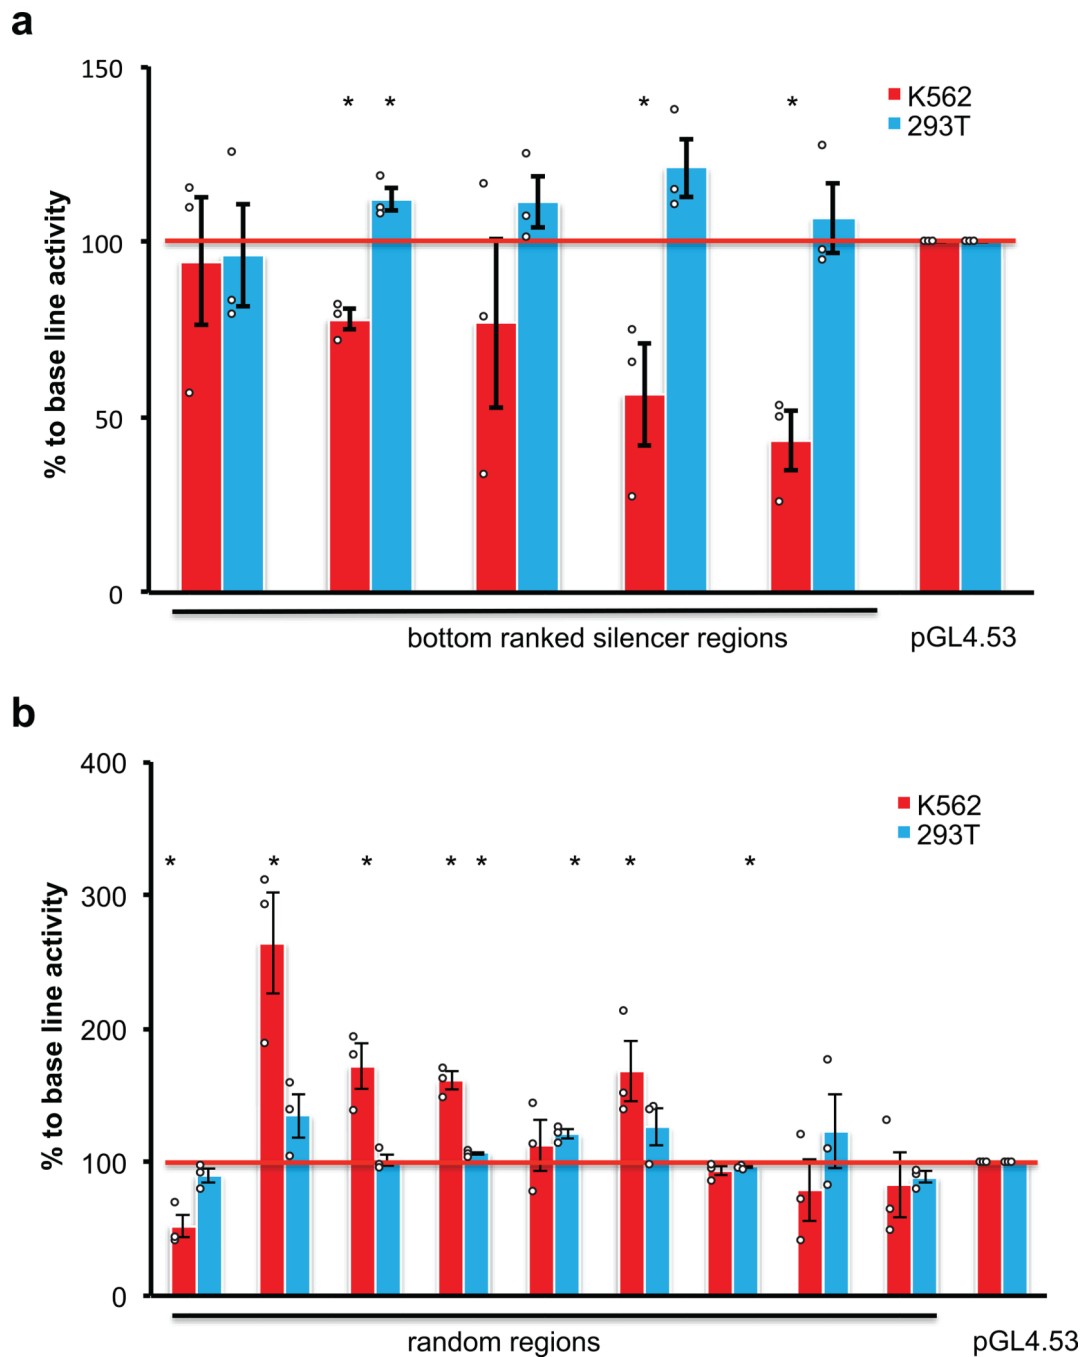 a
150
100
50
0
% to base line activity
* * * *
K562
293T
bottom ranked silencer regions
pGL4.53
b
400
300
200
100
0
% to base line activity
* * * * * * * *
K562
293T
random regions
pGL4.53